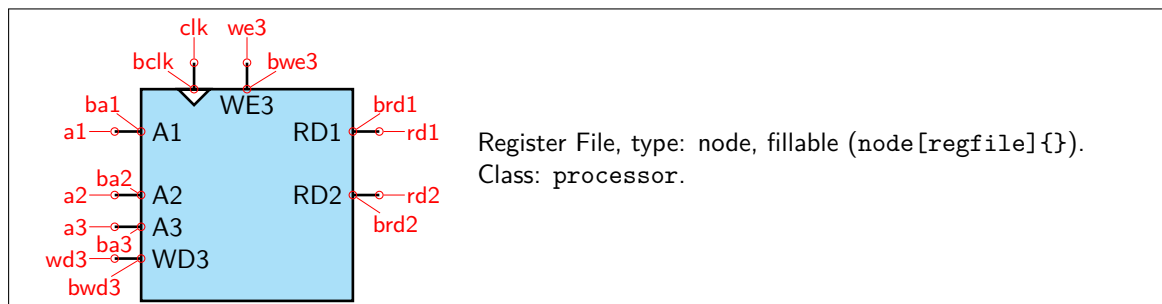 clk we3
bclk bwe3
WE3
ba1 brd1
a1 A1 RD1 rd1
ba2
a2 A2 RD2 rd2
brd2
a3 A3
ba3
wd3 WD3
bwd3
Register File, type: node, fillable (node[regfile]{}).
Class: processor.